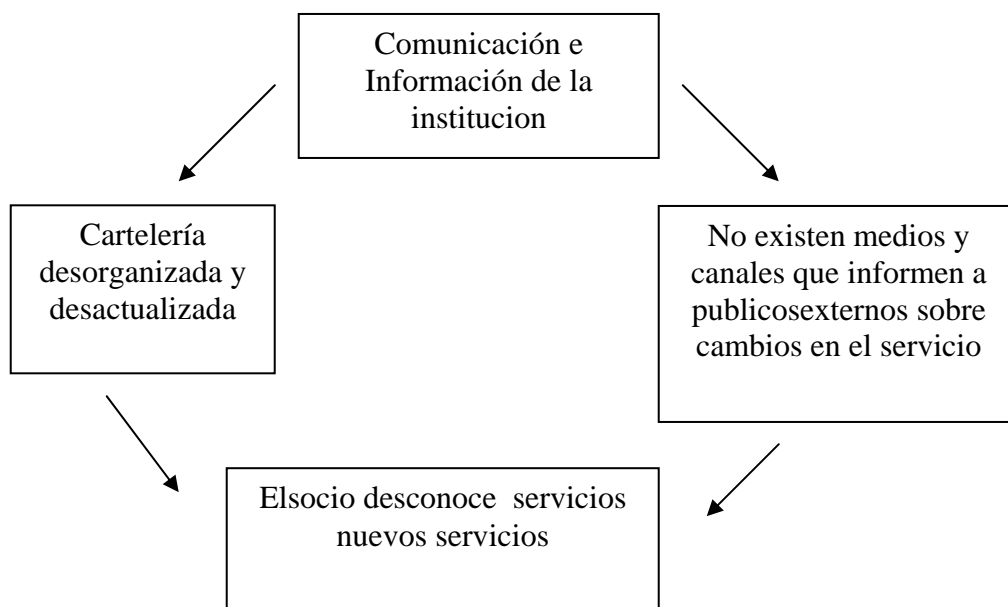 Comunicación e
Información de la
institucion
Cartelería
desorganizada y
desactualizada
No existen medios y
canales que informen a
publicosexternos sobre
cambios en el servicio
Elsocio desconoce  servicios
nuevos servicios